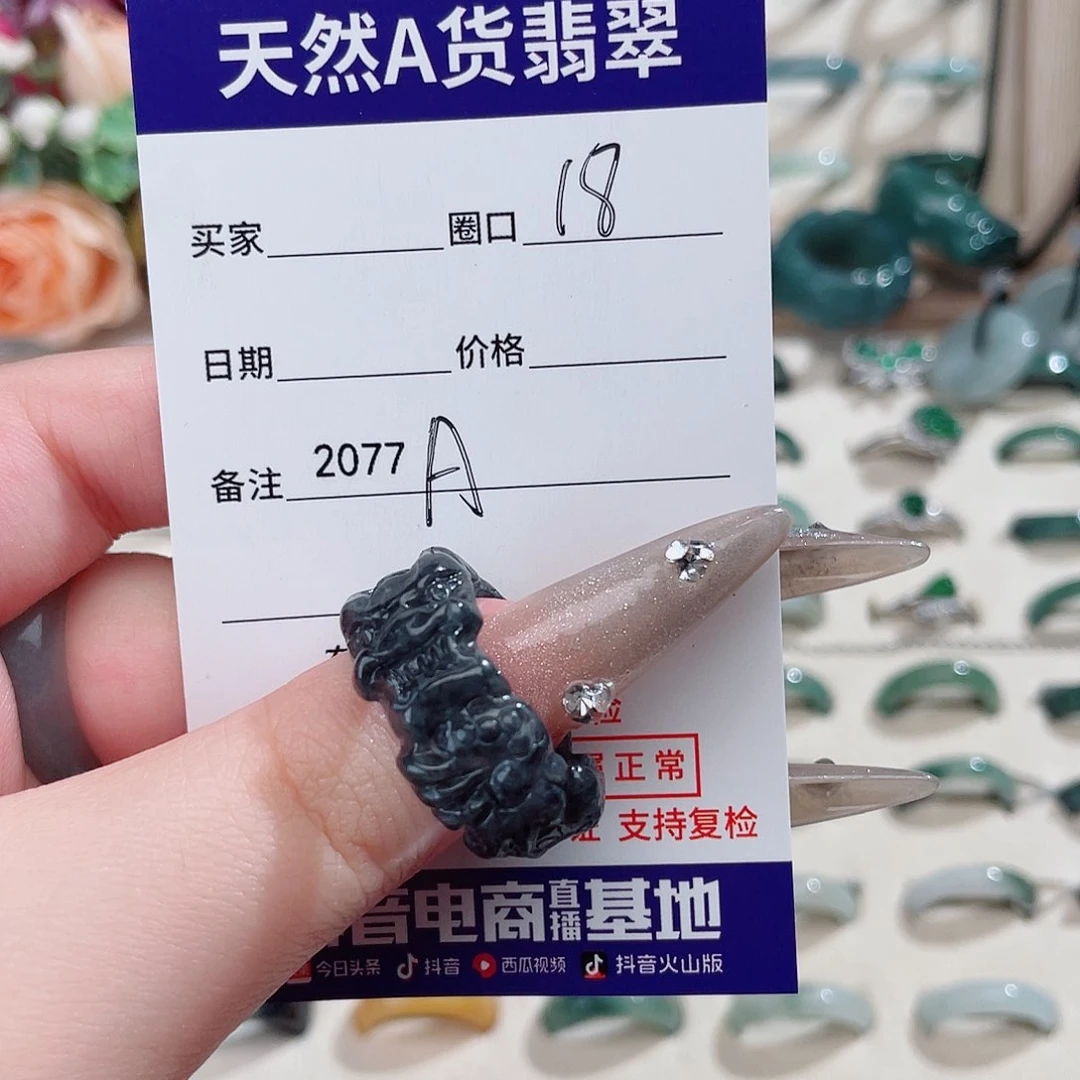 天然A货翡翠
买家 圈口 18
日期 价格
备注 2077 A
正常
支持复检
音电商直播基地
今日头条 抖音 西瓜视频 抖音火山版